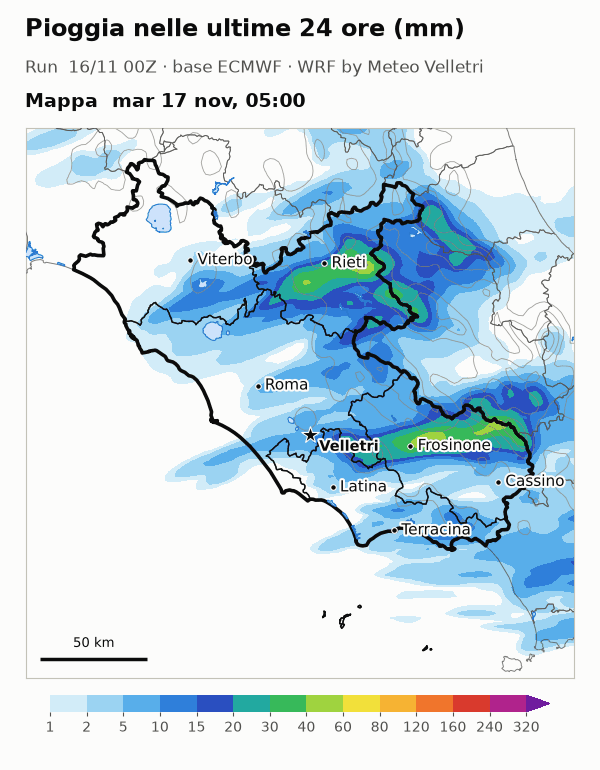 Pioggia nelle ultime 24 ore (mm)
Run 16/11 00Z · base ECMWF · WRF by Meteo Velletri
Mappa mar 17 nov, 05:00
Viterbo
Rieti
Roma
Velletri
Frosinone
Latina
Cassino
Terracina
50 km
1 2 5 10 15 20 30 40 60 80 120 160 240 320